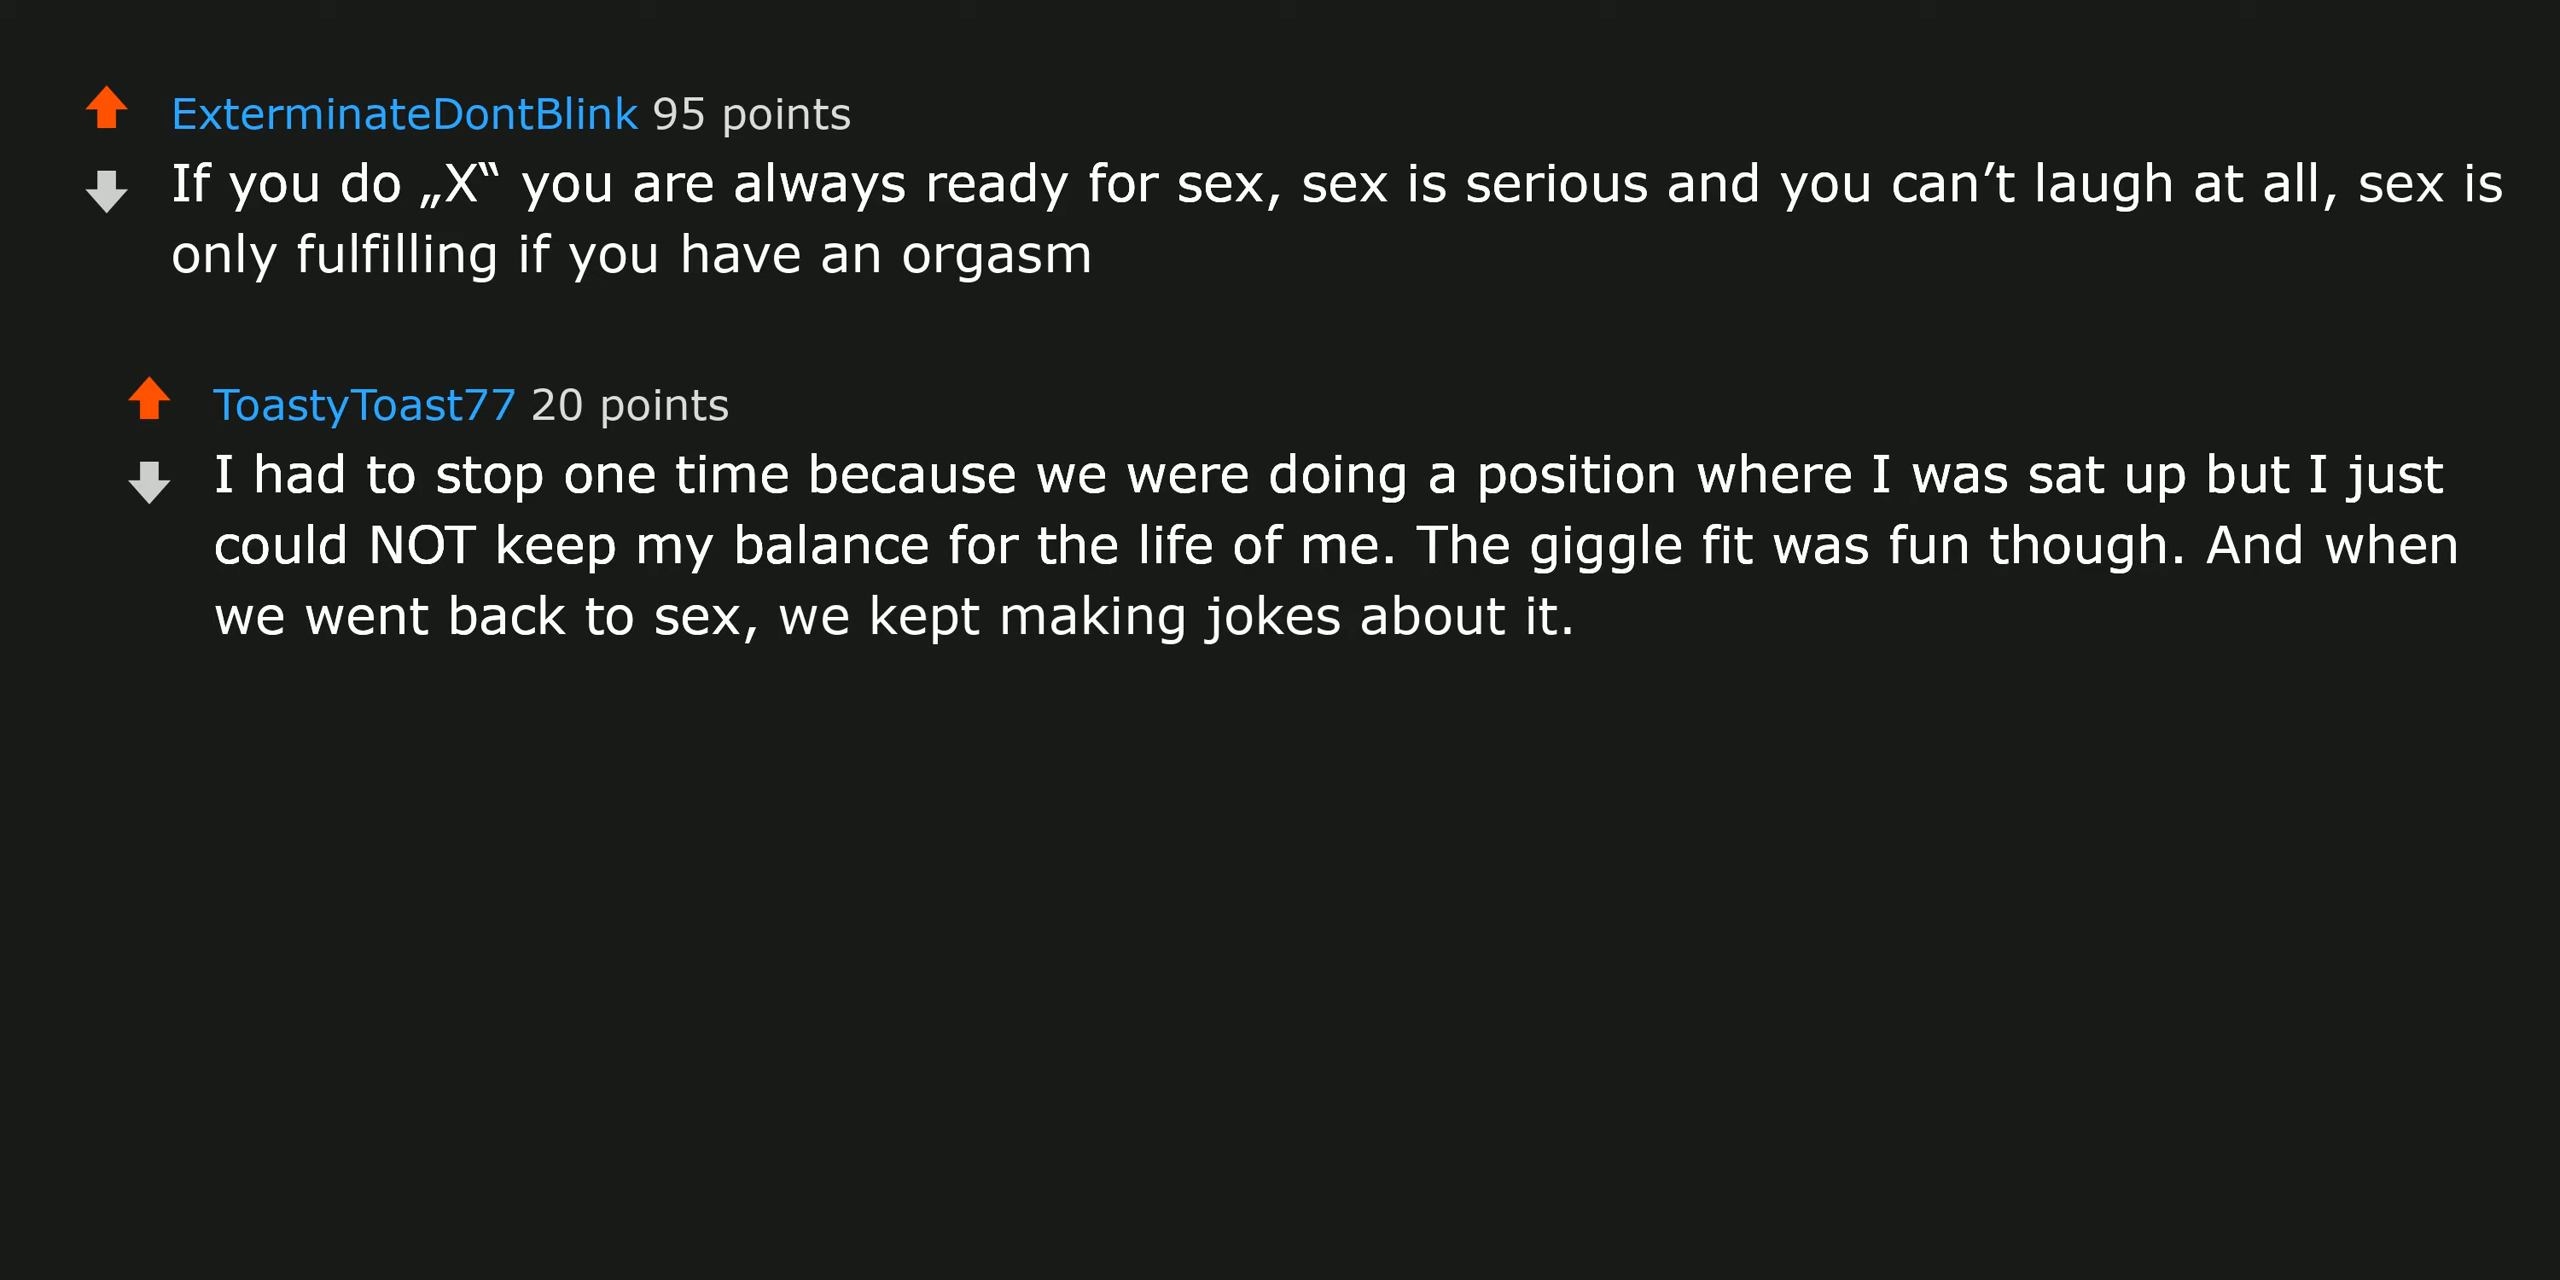 ExterminateDontBlink 95 points
If you do „X“ you are always ready for sex, sex is serious and you can’t laugh at all, sex is
only fulfilling if you have an orgasm
ToastyToast77 20 points
I had to stop one time because we were doing a position where I was sat up but I just
could NOT keep my balance for the life of me. The giggle fit was fun though. And when
we went back to sex, we kept making jokes about it.